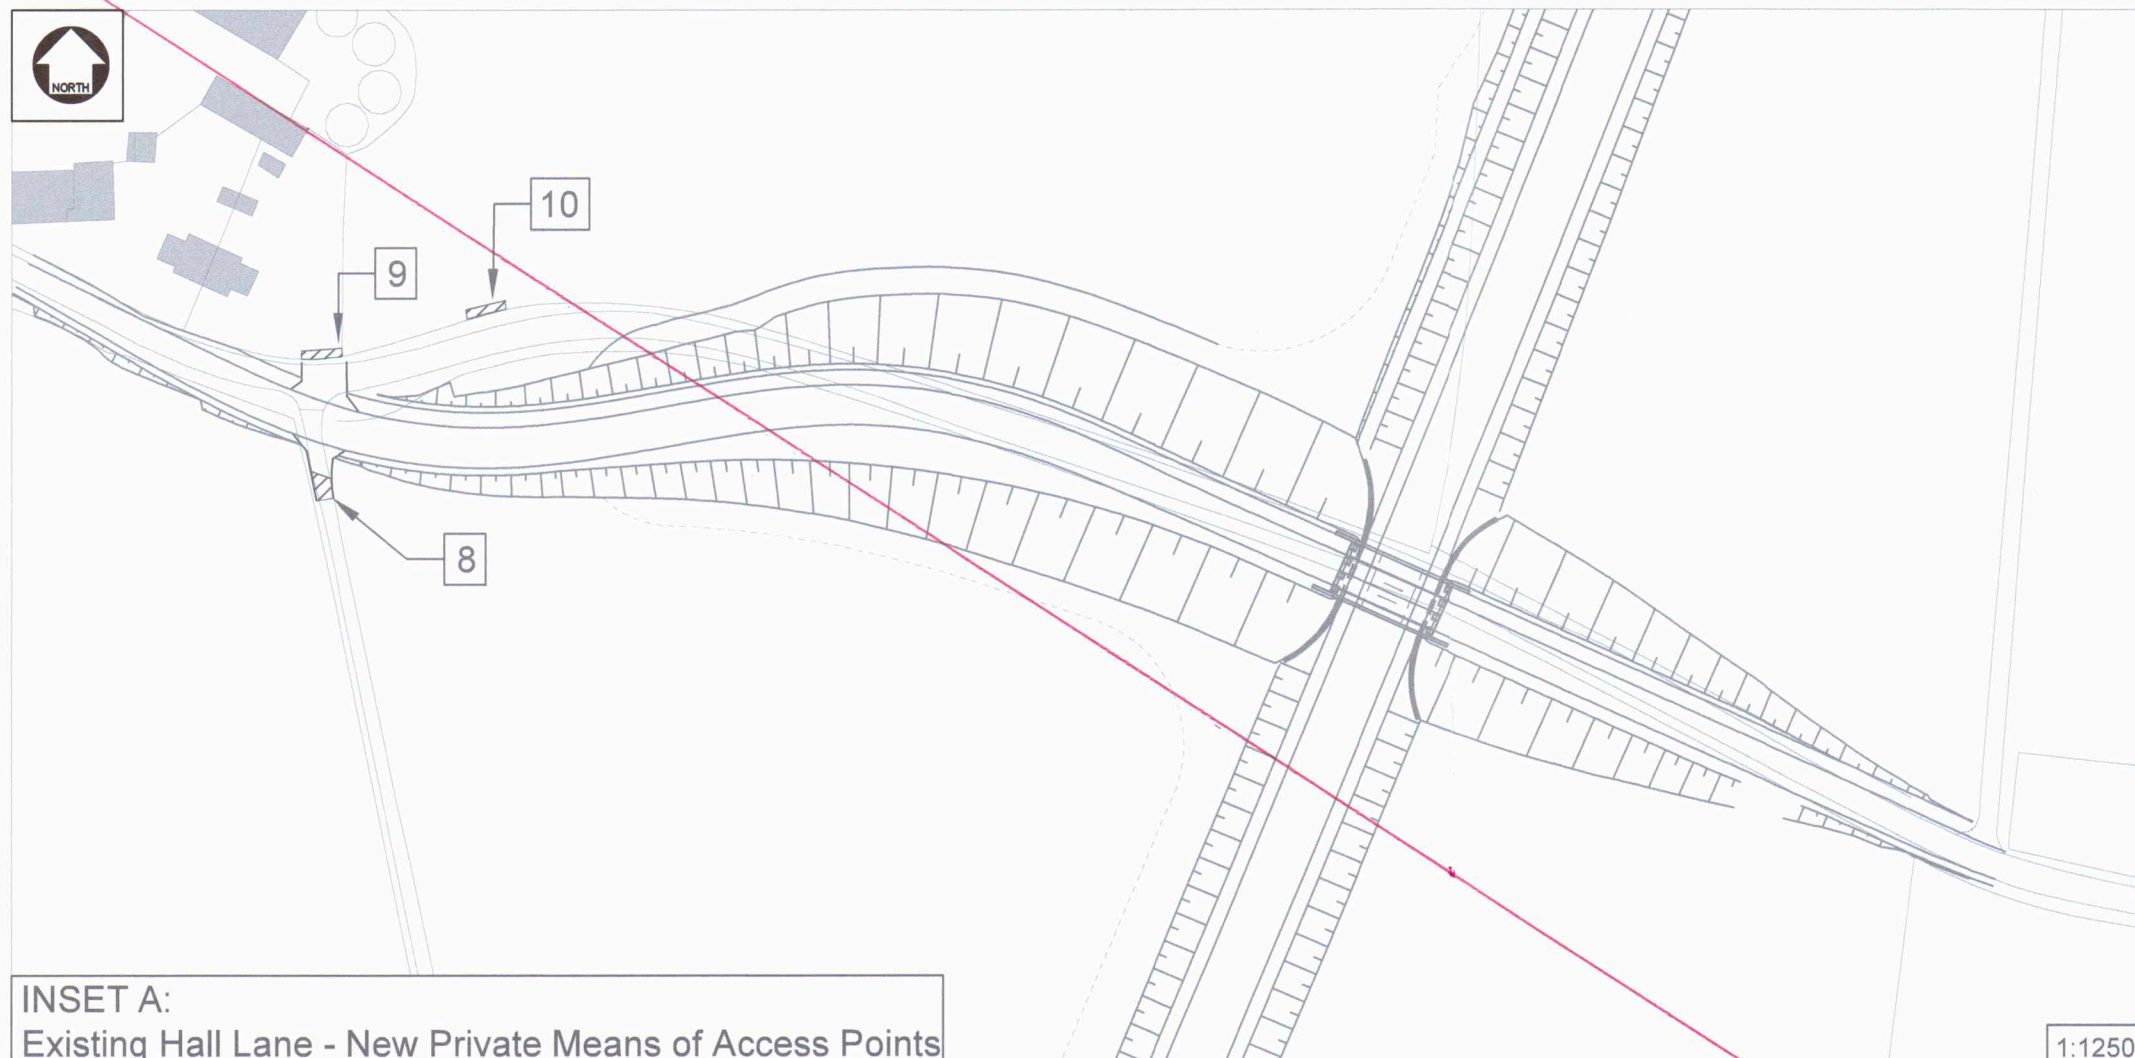 NORTH
10
9
8
INSET A:
Existing Hall Lane - New Private Means of Access Points
1:1250